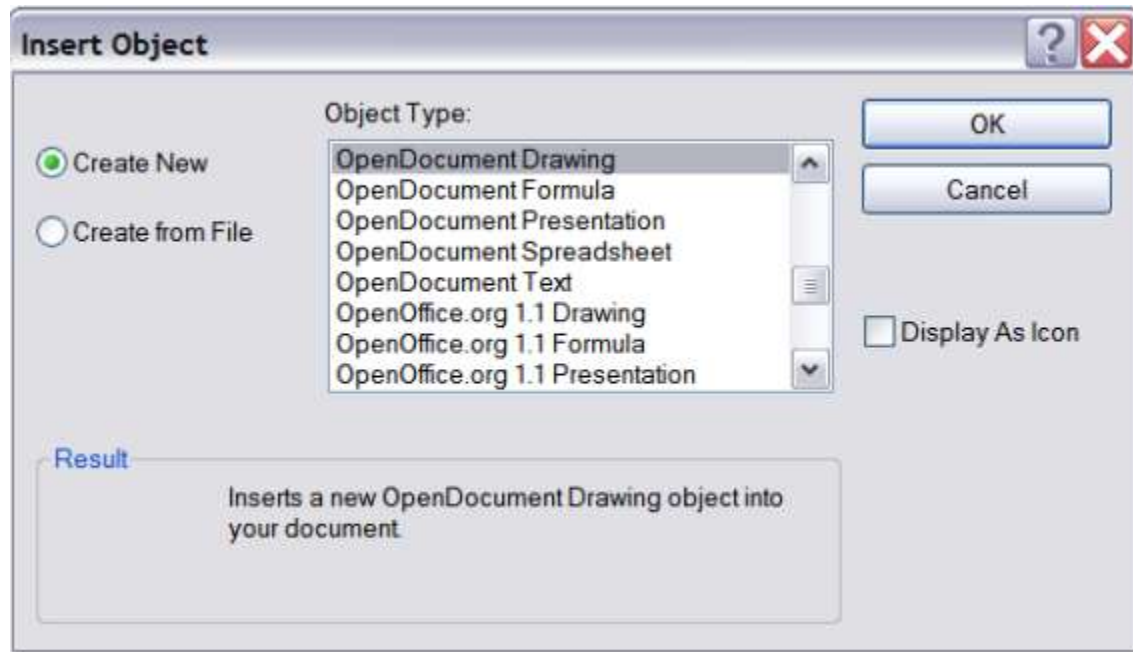 Insert Object
Object Type:
Create New
Create from File
OpenDocument Drawing
OpenDocument Formula
OpenDocument Presentation
OpenDocument Spreadsheet
OpenDocument Text
OpenOffice.org 1.1 Drawing
OpenOffice.org 1.1 Formula
OpenOffice.org 1.1 Presentation
OK
Cancel
Display As Icon
Result
Inserts a new OpenDocument Drawing object into
your document.